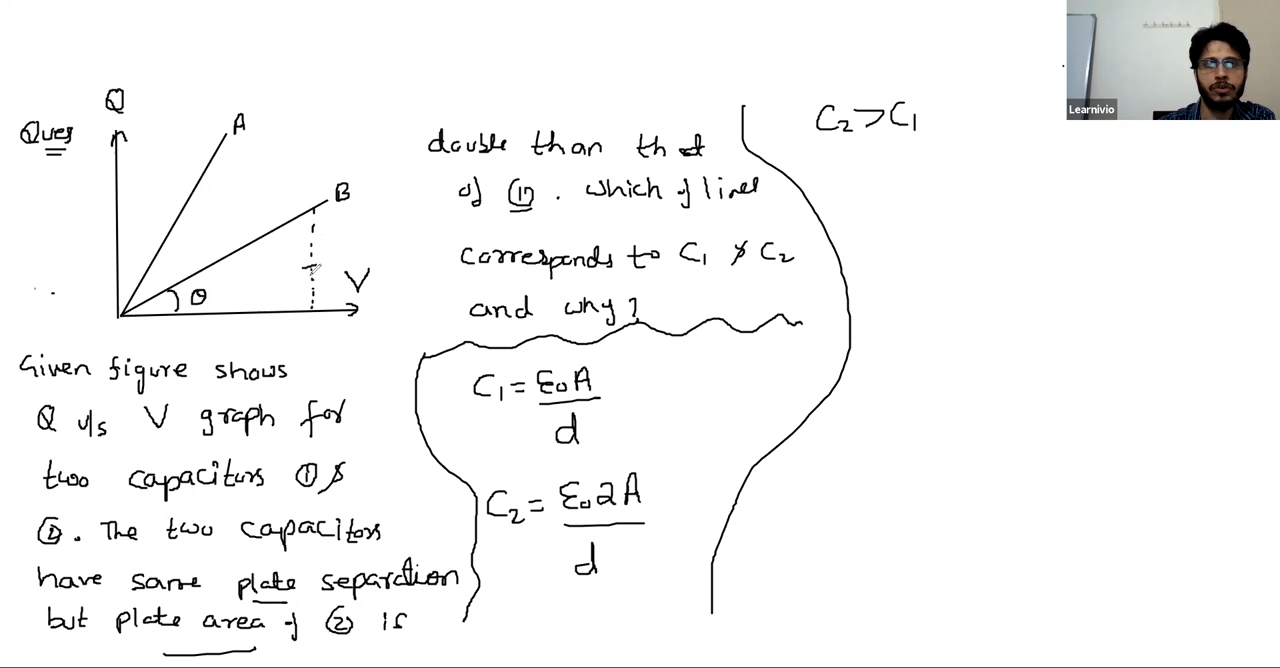 Ques
Q
A
B
θ
V
Given figure shows
Q v/s V graph for
two capacitors ① &
②. The two capacitors
have same plate separation
but plate area of ② is
double than that
of ①. which of lines
corresponds to C₁ & C₂
and why?
C₁ = ε₀A
d
C₂ = ε₀2A
d
C₂ > C₁
Learnivio